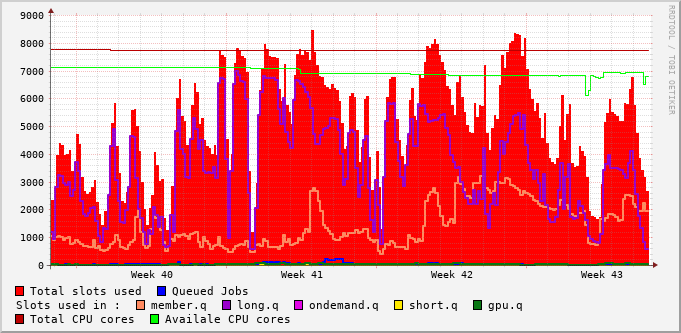 RRDTOOL / TOBI OETIKER
9000
8000
7000
6000
5000
4000
3000
2000
1000
0
Week 40 Week 41 Week 42 Week 43
Total slots used Queued Jobs
Slots used in : member.q long.q ondemand.q short.q gpu.q
Total CPU cores Availale CPU cores